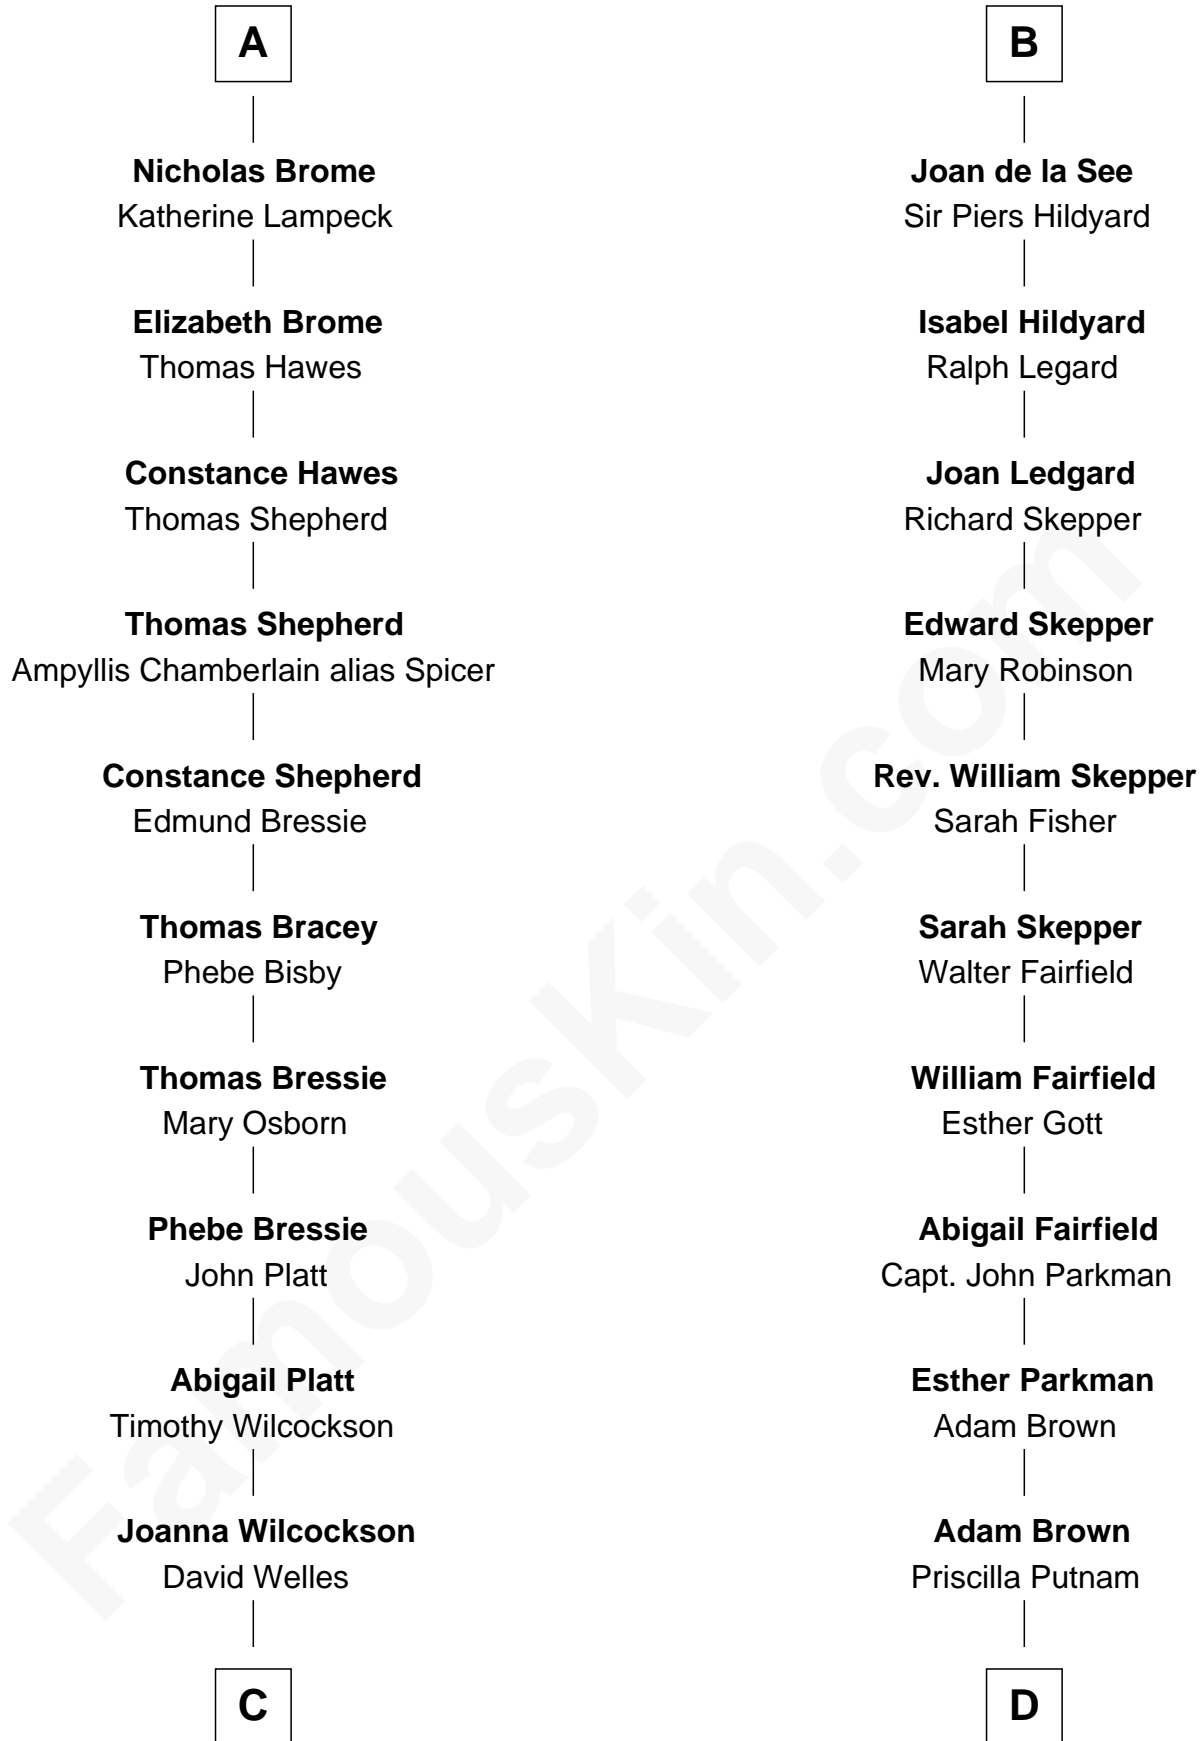 A
Nicholas Brome
Katherine Lampeck
Elizabeth Brome
Thomas Hawes
Constance Hawes
Thomas Shepherd
Thomas Shepherd
Ampyllis Chamberlain alias Spicer
Constance Shepherd
Edmund Bressie
Thomas Bracey
Phebe Bisby
Thomas Bressie
Mary Osborn
Phebe Bressie
John Platt
Abigail Platt
Timothy Wilcockson
Joanna Wilcockson
David Welles
C
B
Joan de la See
Sir Piers Hildyard
Isabel Hildyard
Ralph Legard
Joan Ledgard
Richard Skepper
Edward Skepper
Mary Robinson
Rev. William Skepper
Sarah Fisher
Sarah Skepper
Walter Fairfield
William Fairfield
Esther Gott
Abigail Fairfield
Capt. John Parkman
Esther Parkman
Adam Brown
Adam Brown
Priscilla Putnam
D
FamousKin.com